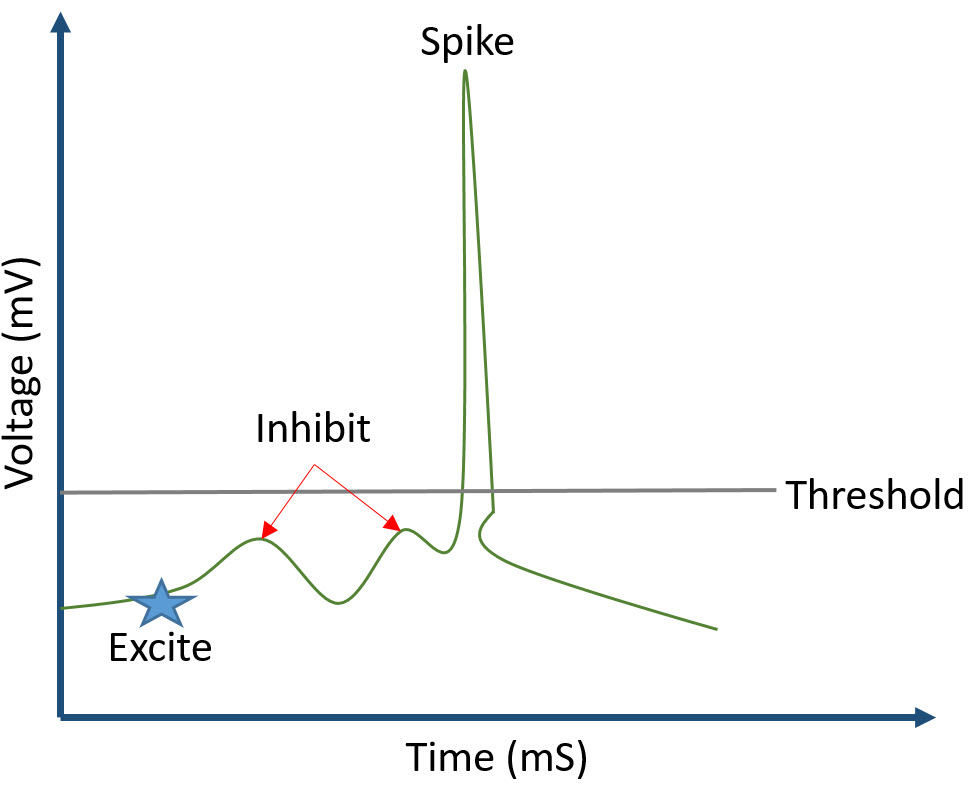 Spike
Voltage (mV)
Inhibit
Threshold
Excite
Time (mS)